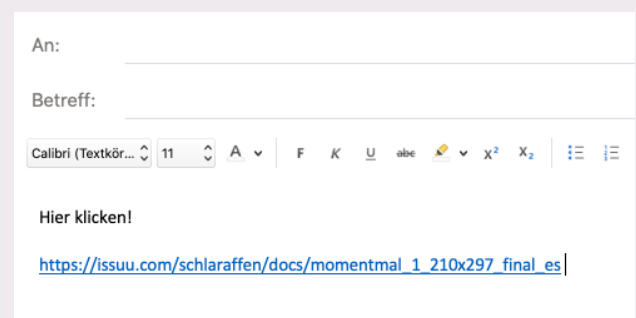 An:
Betreff:
Calibri (Textkör... 11 A F K U abc X² X₂
Hier klicken!
https://issuu.com/schlaraffen/docs/momentmal_1_210x297_final_es